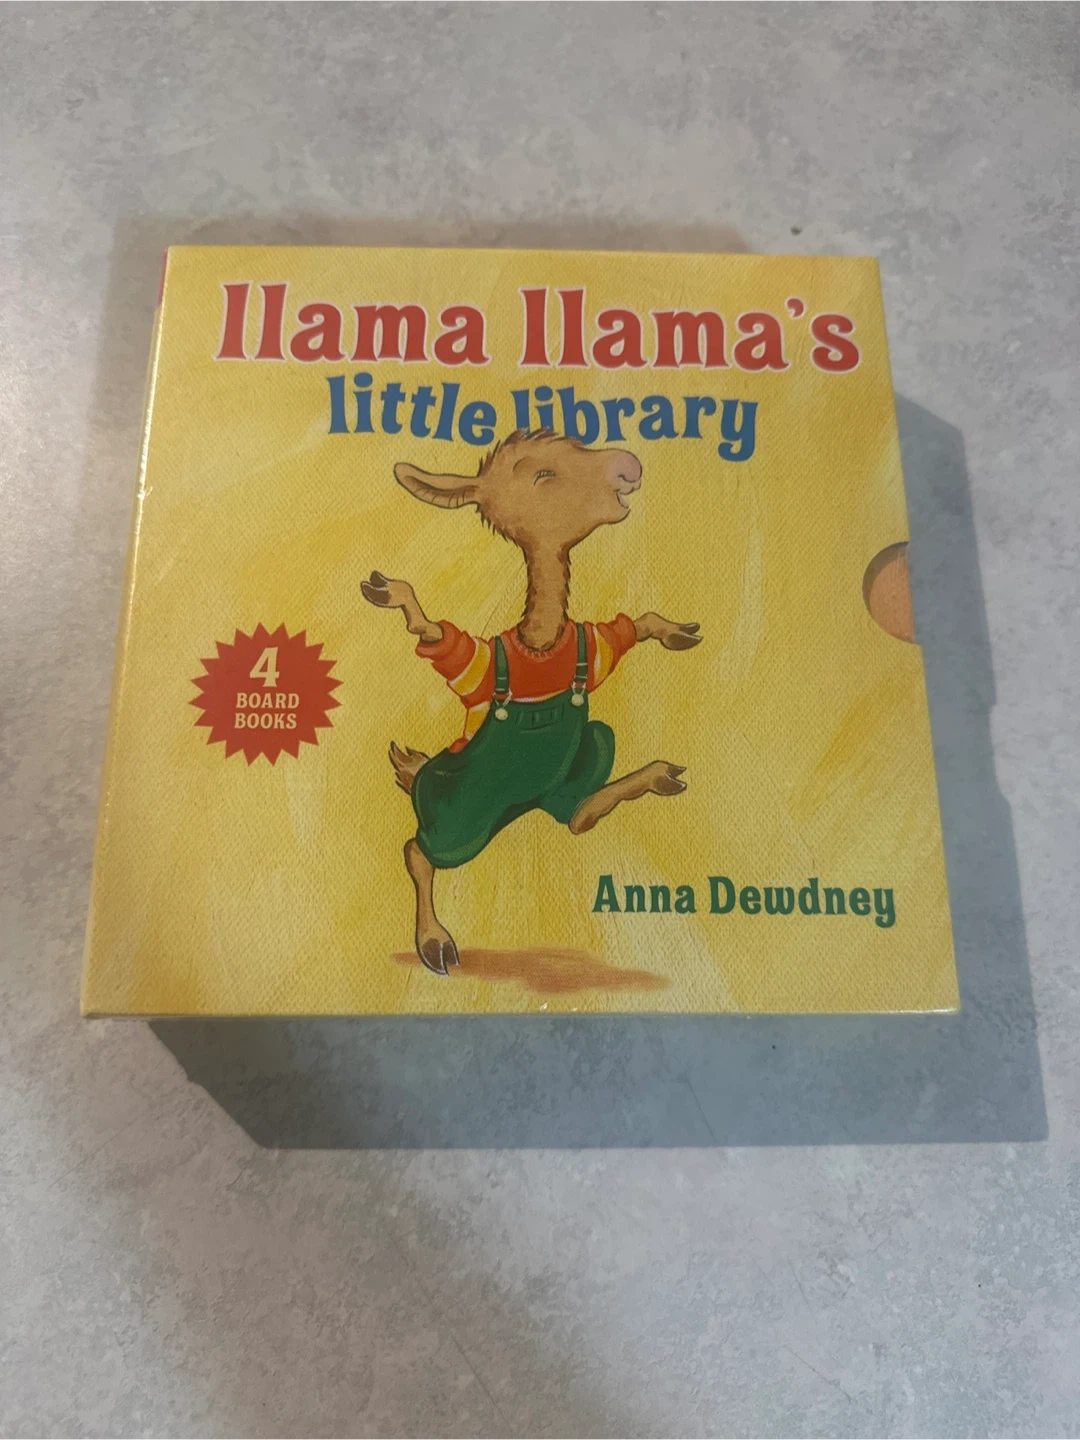 llama llama's
little library
4
BOARD
BOOKS
Anna Dewdney